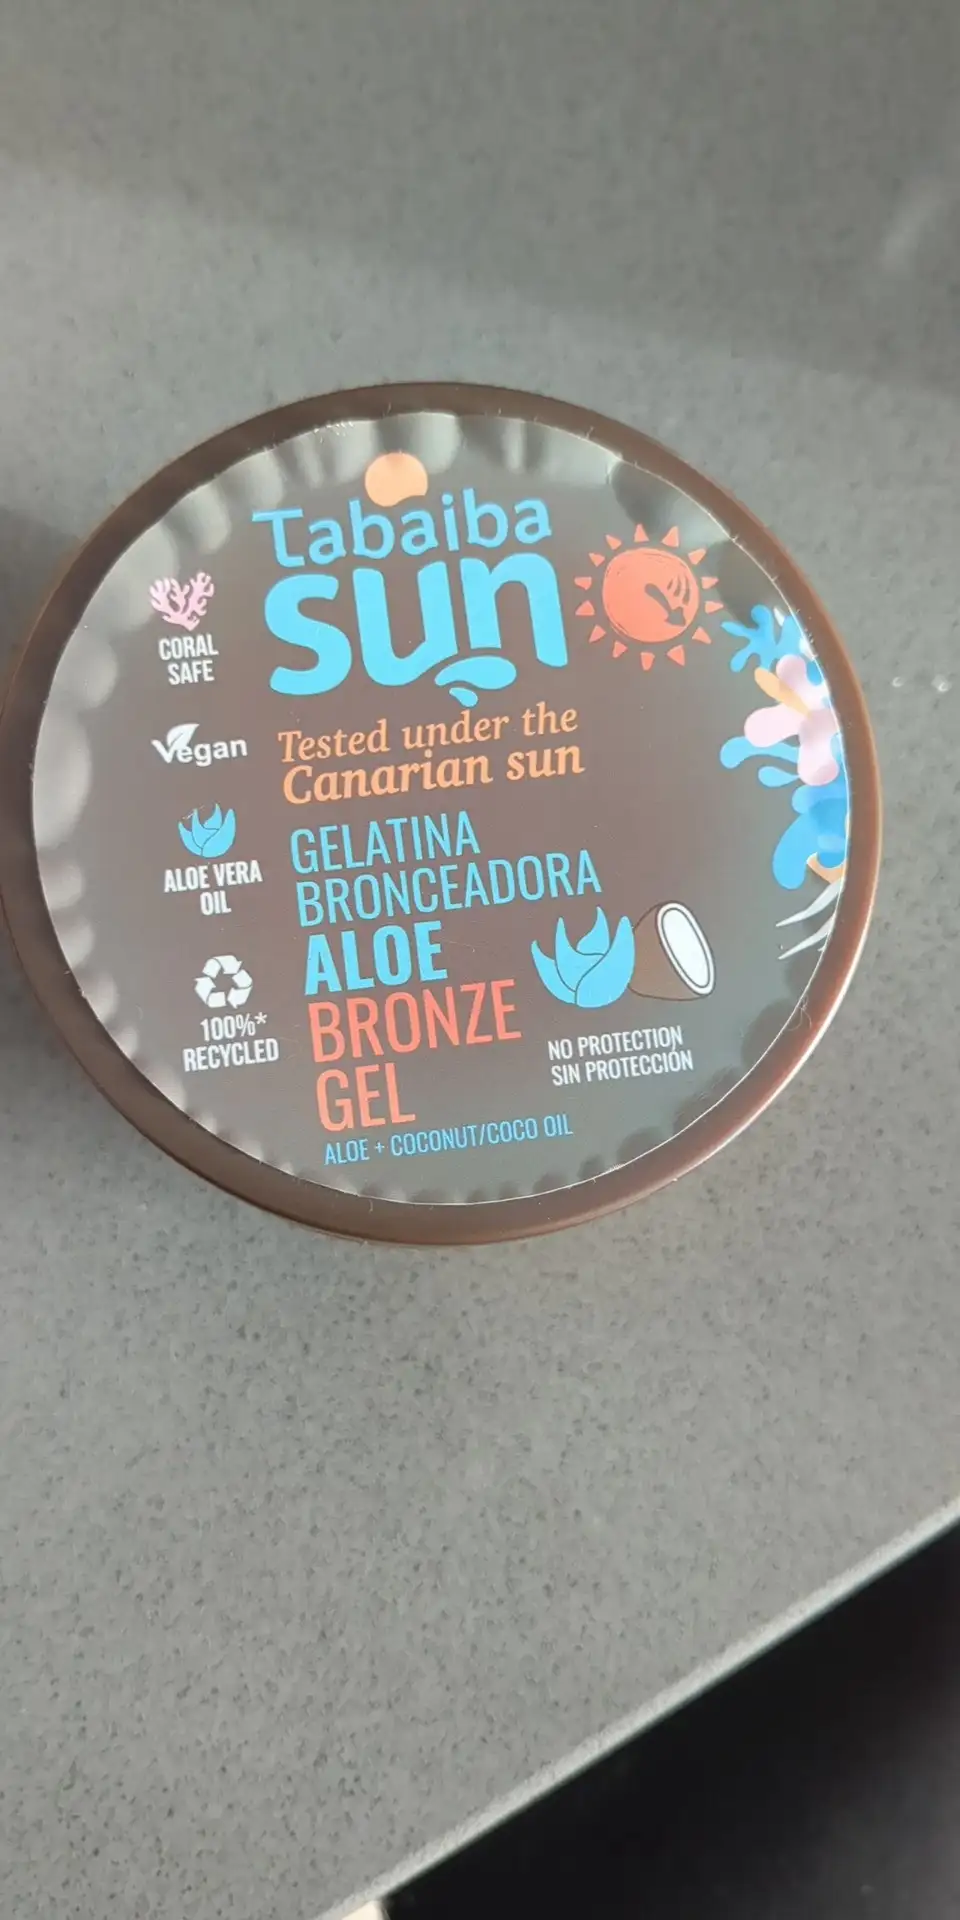 Tabaiba
sun
CORAL
SAFE
Vegan
ALOE VERA
OIL
100%*
RECYCLED
Tested under the
Canarian sun
GELATINA
BRONCEADORA
ALOE
BRONZE
GEL
ALOE + COCONUT/COCO OIL
NO PROTECTION
SIN PROTECCIÓN